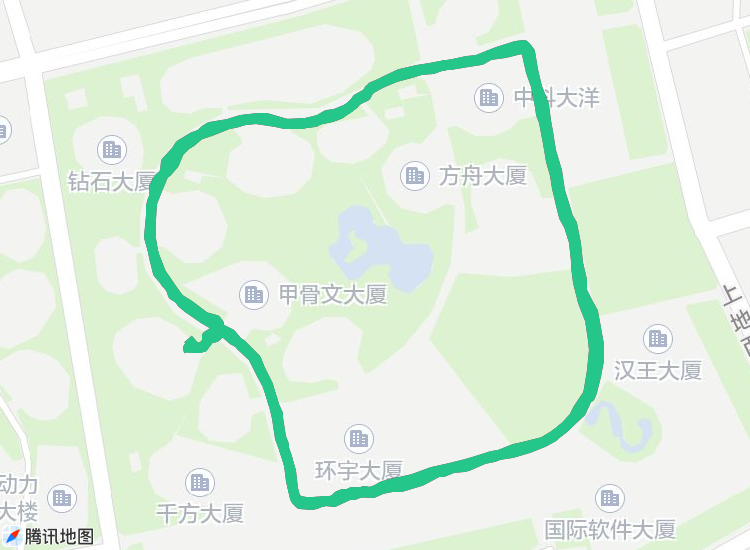 中科大洋
方舟大厦
钻石大厦
甲骨文大厦
上地西
汉王大厦
环宇大厦
动力
大楼
千方大厦
国际软件大厦
腾讯地图